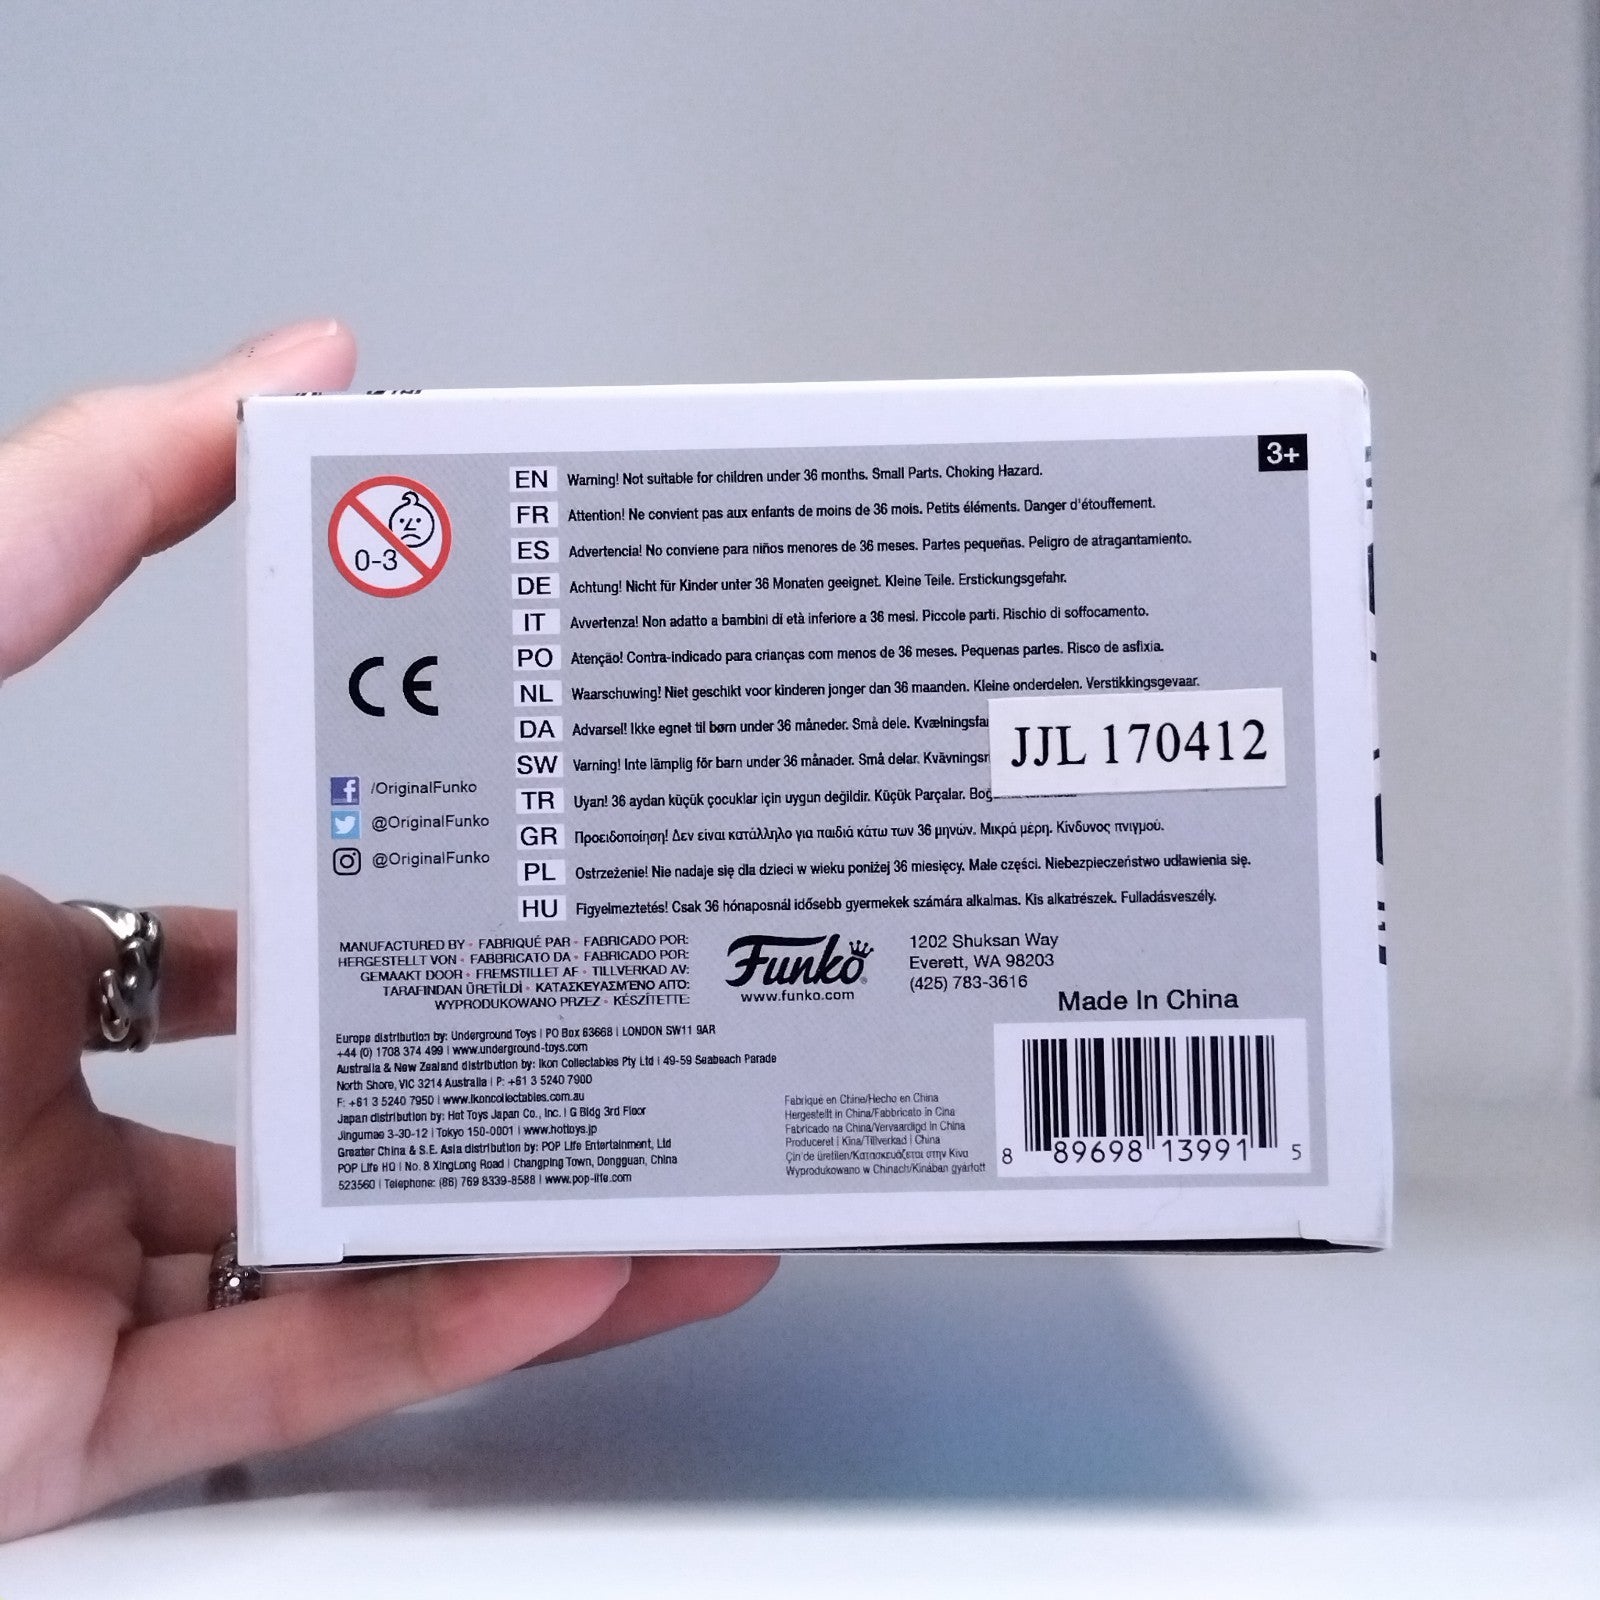 3+
0-3
EN Warning! Not suitable for children under 36 months. Small Parts. Choking Hazard.
FR Attention! Ne convient pas aux enfants de moins de 36 mois. Petits éléments. Danger d'étouffement.
ES Advertencia! No conviene para niños menores de 36 meses. Partes pequeñas. Peligro de atragantamiento.
DE Achtung! Nicht für Kinder unter 36 Monaten geeignet. Kleine Teile. Erstickungsgefahr.
IT Avvertenza! Non adatto a bambini di età inferiore a 36 mesi. Piccole parti. Rischio di soffocamento.
PO Atenção! Contra-indicado para crianças com menos de 36 meses. Pequenas partes. Risco de asfixia.
NL Waarschuwing! Niet geschikt voor kinderen jonger dan 36 maanden. Kleine onderdelen. Verstikkingsgevaar.
DA Advarsel! Ikke egnet til børn under 36 måneder. Små dele.
SW Varning! Inte lämplig för barn under 36 månader. Små delar.
TR Uyarı! 36 aydan küçük çocuklar için uygun değildir. Küçük Parçalar.
GR Προειδοποίηση! Δεν είναι κατάλληλο για παιδιά κάτω των 36 μηνών. Μικρά μέρη. Κίνδυνος πνιγμού.
PL Ostrzeżenie! Nie nadaje się dla dzieci w wieku poniżej 36 miesięcy. Małe części. Niebezpieczeństwo udławienia się.
HU Figyelmeztetés! Csak 36 hónaposnál idősebb gyermekek számára alkalmas. Kis alkatrészek. Fulladásveszély.
JJL 170412
CE
/OriginalFunko
@OriginalFunko
@OriginalFunko
MANUFACTURED BY • FABRIQUÉ PAR • FABRICADO POR:
HERGESTELLT VON • FABBRICATO DA • FABRICADO POR:
GEMAAKT DOOR • FREMSTILLET AF • TILLVERKAD AV:
TARAFINDAN ÜRETİLDİ • ΚΑΤΑΣΚΕΥΑΣΜΈΝΟ ΑΠΌ:
WYPRODUKOWANO PRZEZ • KÉSZÍTETTE:
Funko
www.funko.com
1202 Shuksan Way
Everett, WA 98203
(425) 783-3616
Made In China
Europe distribution by: Underground Toys | PO Box 63668 | LONDON SW11 9AR
+44 (0) 1708 374 499 | www.underground-toys.com
Australia & New Zealand distribution by: Ikon Collectables Pty Ltd | 49-59 Seabeach Parade
North Shore, VIC 3214 Australia | P: +61 3 5240 7900
F: +61 3 5240 7950 | www.ikoncollectables.com.au
Japan distribution by: Hot Toys Japan Co., Inc. | G Bldg 3rd Floor
Jingumae 3-30-12 | Tokyo 150-0001 | www.hottoys.jp
Greater China & S.E. Asia distribution by: POP Life Entertainment, Ltd
POP Life HQ | No. 8 XingLong Road | Changping Town, Dongguan, China
523560 | Telephone: (86) 769 8339-8588 | www.pop-life.com
Fabriqué en Chine/Hecho en China
Hergestellt in China/Fabbricato in Cina
Fabricado na China/Vervaardigd in China
Produceret i Kina/Tillverkad i China
Çin'de üretilen/Κατασκευάζεται στην Κίνα
Wyprodukowano w Chinach/Kínában gyártott
8 89698 13991 5